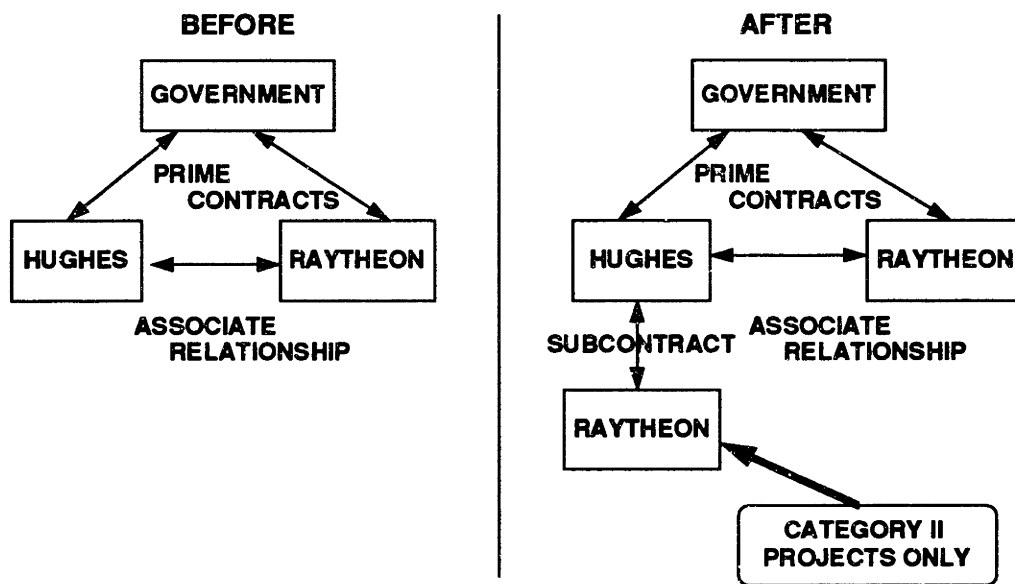 BEFORE
GOVERNMENT
PRIME
CONTRACTS
HUGHES
RAYTHEON
ASSOCIATE
RELATIONSHIP
AFTER
GOVERNMENT
PRIME
CONTRACTS
HUGHES
RAYTHEON
SUBCONTRACT
ASSOCIATE
RELATIONSHIP
RAYTHEON
CATEGORY II
PROJECTS ONLY